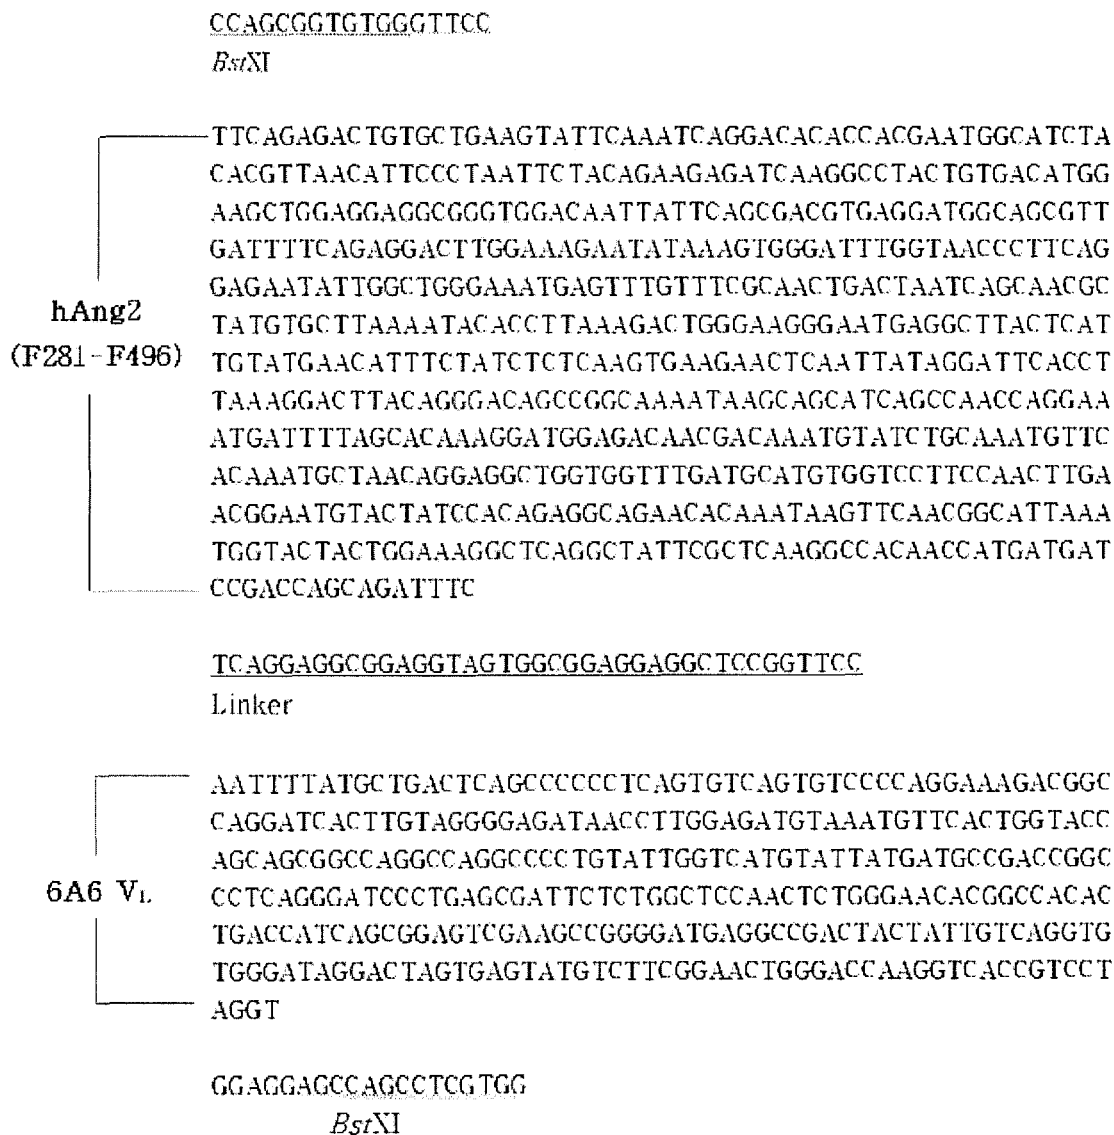 CCAGCGGTGTGGGTTCC
BstXI
TTCAGAGACTGTGCTGAAGTATTCAAATCAGGACACACCACGAATGGCATCTA
CACGTTAACATTCCCTAATTCTACAGAAGAGATCAAGGCCTACTGTGACATGG
AAGCTGGAGGAGGCGGGTGGACAATTATTCAGCGACGTGAGGATGGCAGCGTT
GATTTTCAGAGGACTTGGAAAGAATATAAAGTGGGATTTGGTAACCCTTCAG
GAGAATATTGGCTGGGAAATGAGTTTGTTTCGCAACTGACTAATCAGCAACGC
TATGTGCTTAAAATACACCTTAAAGACTGGGAAGGGAATGAGGCTTACTCAT
TGTATGAACATTTCTATCTCTCAAGTGAAGAACTCAATTATAGGATTCACCT
TAAAGGACTTACAGGGACAGCCGGCAAAATAAGCAGCATCAGCCAACCAGGAA
ATGATTTTAGCACAAAGGATGGAGACAACGACAAATGTATCTGCAAATGTTC
ACAAATGCTAACAGGAGGCTGGTGGTTTGATGCATGTGGTCCTTCCAACTTGA
ACGGAATGTACTATCCACAGAGGCAGAACACAAATAAGTTCAACGGCATTAAA
TGGTACTACTGGAAAGGCTCAGGCTATTCGCTCAAGGCCACAACCATGATGAT
CCGACCAGCAGATTTC
hAng2
(F281-F496)
TCAGGAGGCGGAGGTAGTGGCGGAGGAGGCTCCGGTTCC
Linker
AATTTTATGCTGACTCAGCCCCCCTCAGTGTCAGTGTCCCCAGGAAAGACGGC
CAGGATCACTTGTAGGGGAGATAACCTTGGAGATGTAAATGTTCACTGGTACC
AGCAGCGGCCAGGCCAGGCCCCTGTATTGGTCATGTATTATGATGCCGACCGGC
CCTCAGGGATCCCTGAGCGATTCTCTGGCTCCAACTCTGGGAACACGGCCACAC
TGACCATCAGCGGAGTCGAAGCCGGGGATGAGGCCGACTACTATTGTCAGGTG
TGGGATAGGACTAGTGAGTATGTCTTCGGAACTGGGACCAAGGTCACCGTCCT
AGGT
6A6 VL
GGAGGAGCCAGCCTCGTGG
BstXI